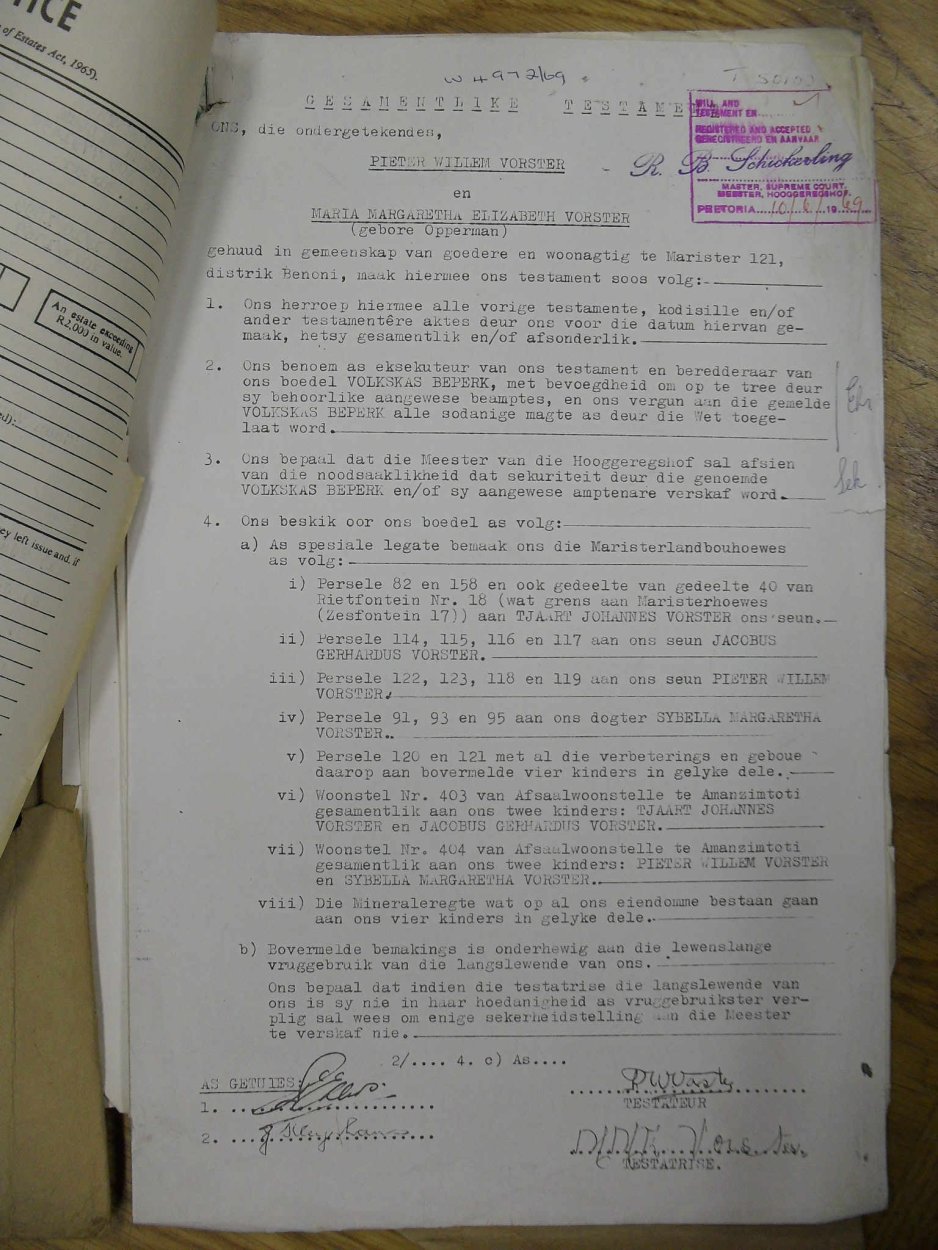 ICE
of Estates Act, 1965).
An estate exceeding
R2,000 in value.
ey left issue and, if
W 4972/69
GESAMENTLIKE TESTAME
WILL AND
TESTAMENT EN
REGISTERED AND ACCEPTED
GEREGISTREERD EN AANVAAR
R. B. Schickerling
MASTER, SUPREME COURT.
MEESTER, HOOGGEREGSHOF.
PRETORIA....10/6/1969
ONS, die ondergetekendes,
PIETER WILLEM VORSTER
en
MARIA MARGARETHA ELIZABETH VORSTER
(gebore Opperman)
gehuud in gemeenskap van goedere en woonagtig te Marister 121,
distrik Benoni, maak hiermee ons testament soos volg:-
1. Ons herroep hiermee alle vorige testamente, kodisille en/of
ander testamentêre aktes deur ons voor die datum hiervan ge-
maak, hetsy gesamentlik en/of afsonderlik.
2. Ons benoem as eksekuteur van ons testament en beredderaar van
ons boedel VOLKSKAS BEPERK, met bevoegdheid om op te tree deur
sy behoorlike aangewese beamptes, en ons vergun aan die gemelde
VOLKSKAS BEPERK alle sodanige magte as deur die Wet toege-
laat word.
3. Ons bepaal dat die Meester van die Hooggeregshof sal afsien
van die noodsaaklikheid dat sekuriteit deur die genoemde
VOLKSKAS BEPERK en/of sy aangewese amptenare verskaf word.
Sek
4. Ons beskik oor ons boedel as volg:
a) As spesiale legate bemaak ons die Maristerlandbouhoewes
as volg:
i) Persele 82 en 158 en ook gedeelte van gedeelte 40 van
Rietfontein Nr. 18 (wat grens aan Maristerhoewes
(Zesfontein 17)) aan TJAART JOHANNES VORSTER ons seun.
ii) Persele 114, 115, 116 en 117 aan ons seun JACOBUS
GERHARDUS VORSTER.
iii) Persele 122, 123, 118 en 119 aan ons seun PIETER WILLEM
VORSTER.
iv) Persele 91, 93 en 95 aan ons dogter SYBELLA MARGARETHA
VORSTER.
v) Persele 120 en 121 met al die verbeterings en geboue
daarop aan bovermelde vier kinders in gelyke dele.
vi) Woonstel Nr. 403 van Afsaalwoonstelle te Amanzimtoti
gesamentlik aan ons twee kinders: TJAART JOHANNES
VORSTER en JACOBUS GERHARDUS VORSTER.
vii) Woonstel Nr. 404 van Afsaalwoonstelle te Amanzimtoti
gesamentlik aan ons twee kinders: PIETER WILLEM VORSTER
en SYBELLA MARGARETHA VORSTER.
viii) Die Mineraleregte wat op al ons eiendomme bestaan gaan
aan ons vier kinders in gelyke dele.
b) Bovermelde bemakings is onderhewig aan die lewenslange
vruggebruik van die langslewende van ons.
Ons bepaal dat indien die testatrise die langslewende van
ons is sy nie in haar hoedanigheid as vruggebruikster ver-
plig sal wees om enige sekerheidstelling aan die Meester
te verskaf nie.
2/.... 4. c) As....
AS GETUIES:
1.
2.
PWVorster
TESTATEUR
M.M.E. Vorster.
TESTATRISE.